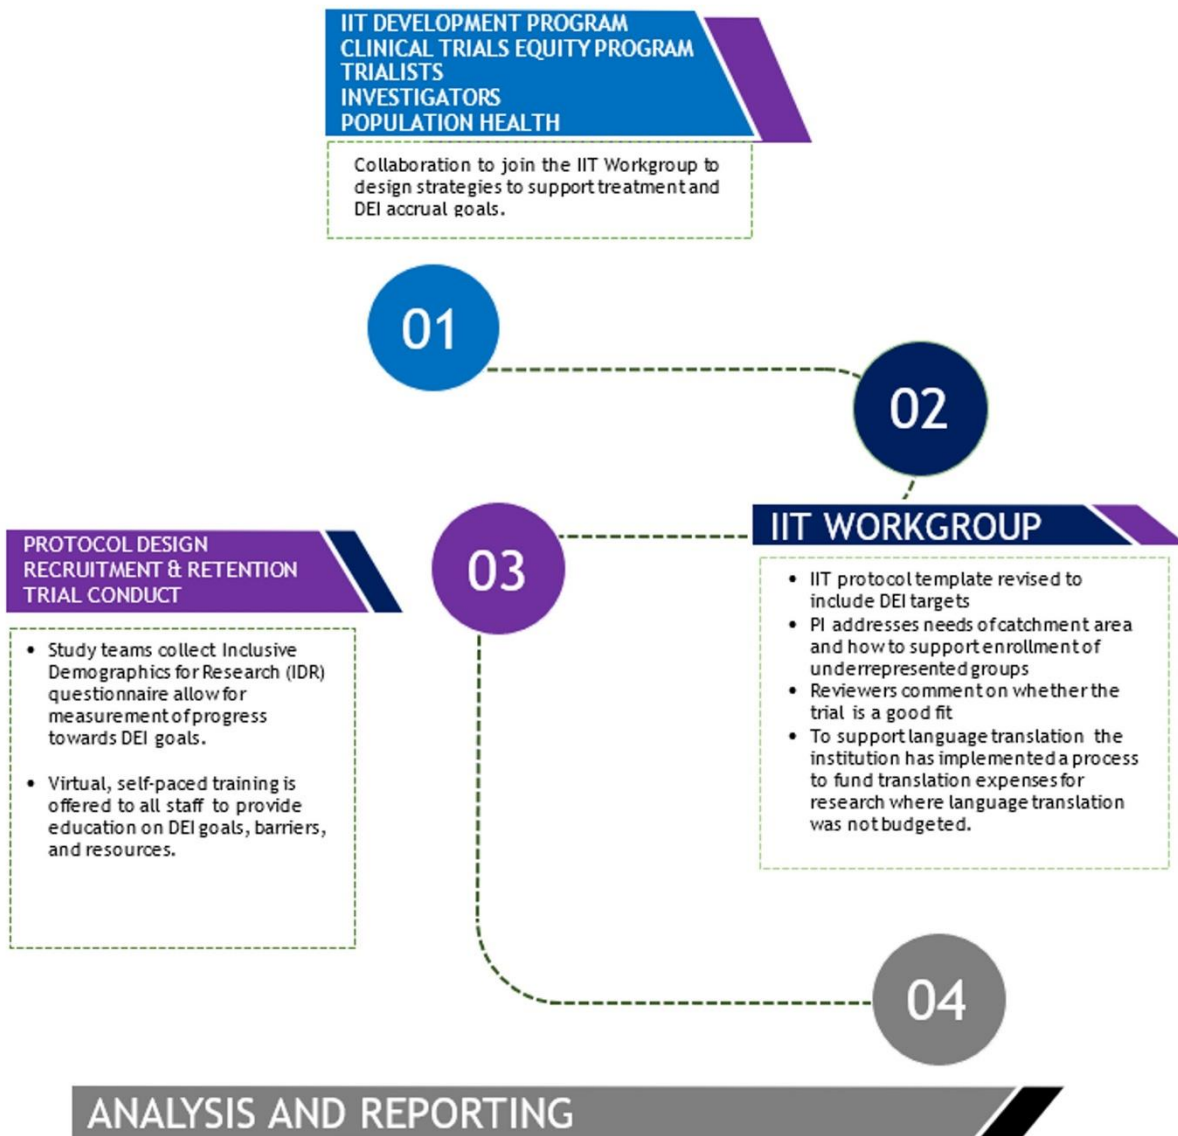 IIT DEVELOPMENT PROGRAM
CLINICAL TRIALS EQUITY PROGRAM
TRIALISTS
INVESTIGATORS
POPULATION HEALTH
Collaboration to join the IIT Workgroup to
design strategies to support treatment and
DEI accrual goals.
01
02
03
IIT WORKGROUP
• IIT protocol template revised to
include DEI targets
• PI addresses needs of catchment area
and how to support enrollment of
underrepresented groups
• Reviewers comment on whether the
trial is a good fit
• To support language translation the
institution has implemented a process
to fund translation expenses for
research where language translation
was not budgeted.
PROTOCOL DESIGN
RECRUITMENT & RETENTION
TRIAL CONDUCT
• Study teams collect Inclusive
Demographics for Research (IDR)
questionnaire allow for
measurement of progress
towards DEI goals.
• Virtual, self-paced training is
offered to all staff to provide
education on DEI goals, barriers,
and resources.
04
ANALYSIS AND REPORTING